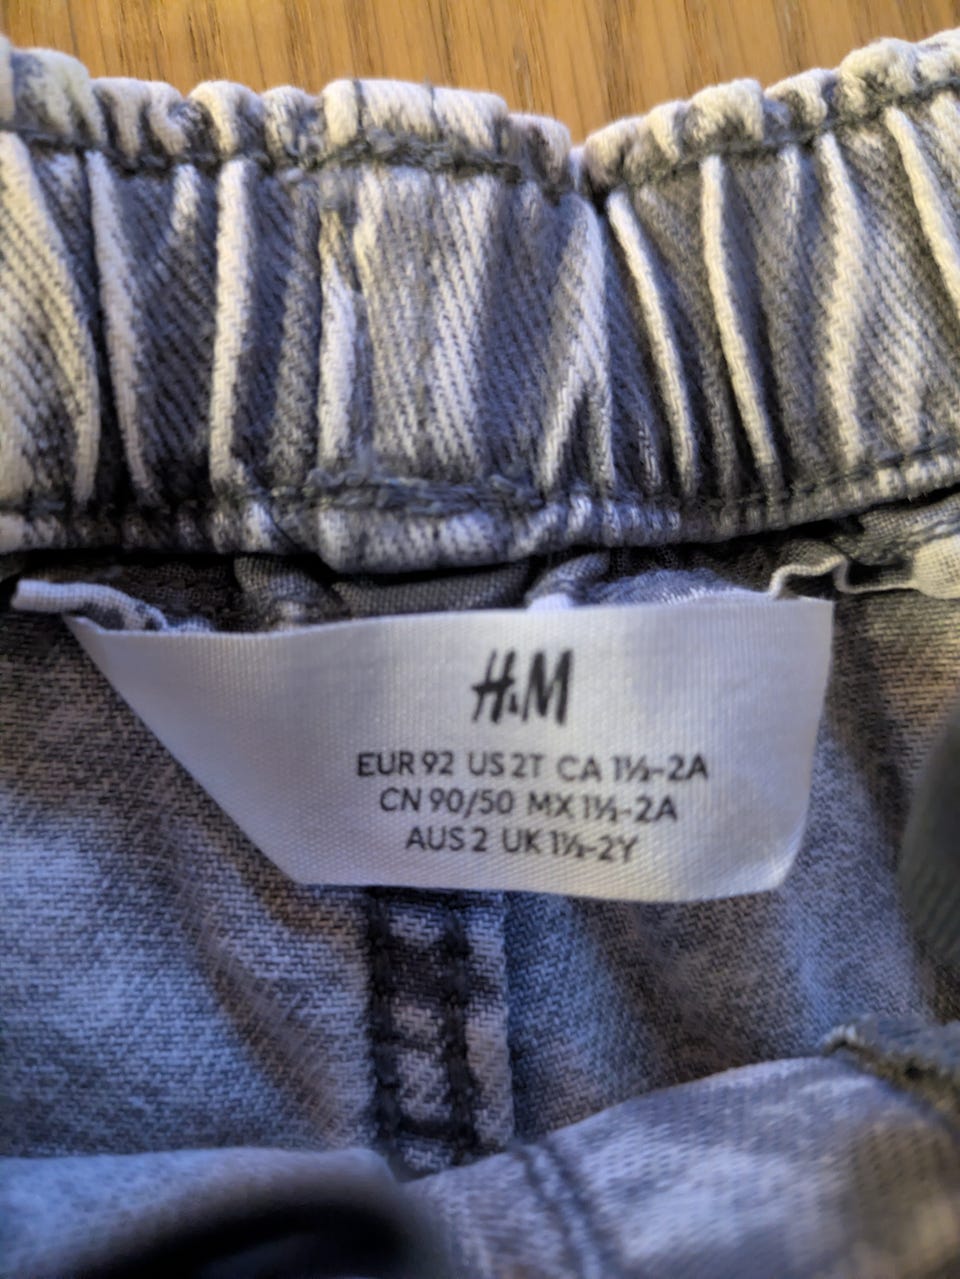 H&M
EUR 92 US 2T CA 1½-2A
CN 90/50 MX 1½-2A
AUS 2 UK 1½-2Y